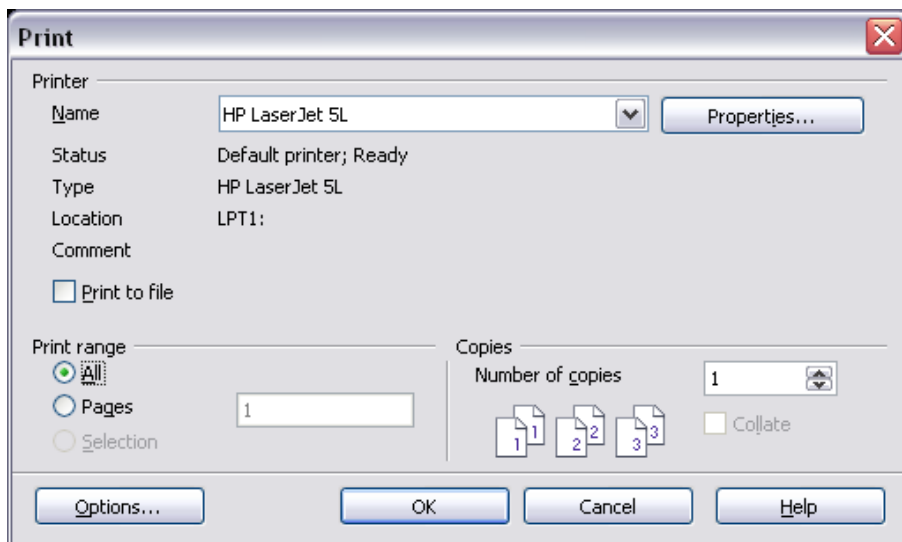 Print
Printer
Name HP LaserJet 5L Properties...
Status Default printer; Ready
Type HP LaserJet 5L
Location LPT1:
Comment
Print to file
Print range
All
Pages 1
Selection
Copies
Number of copies 1
1 1 2 2 3 3 Collate
Options... OK Cancel Help